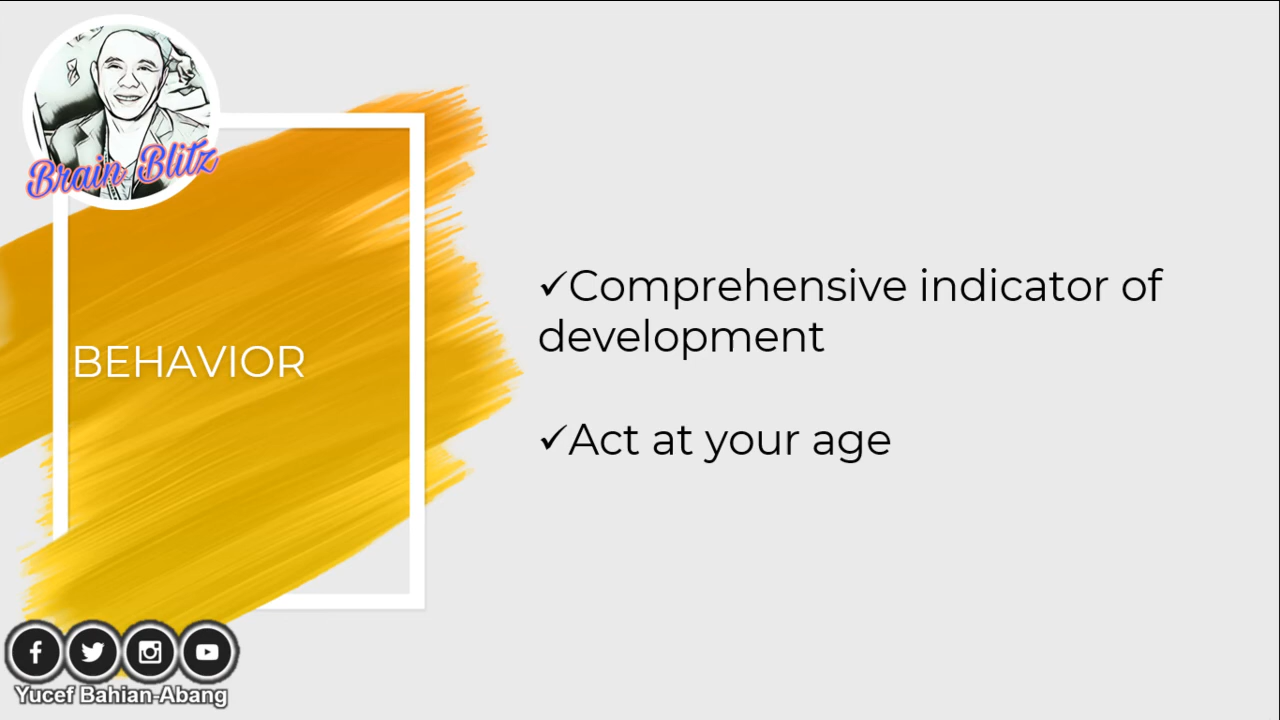 Brain Blitz
BEHAVIOR
✓Comprehensive indicator of
development
✓Act at your age
Yucef Bahian-Abang